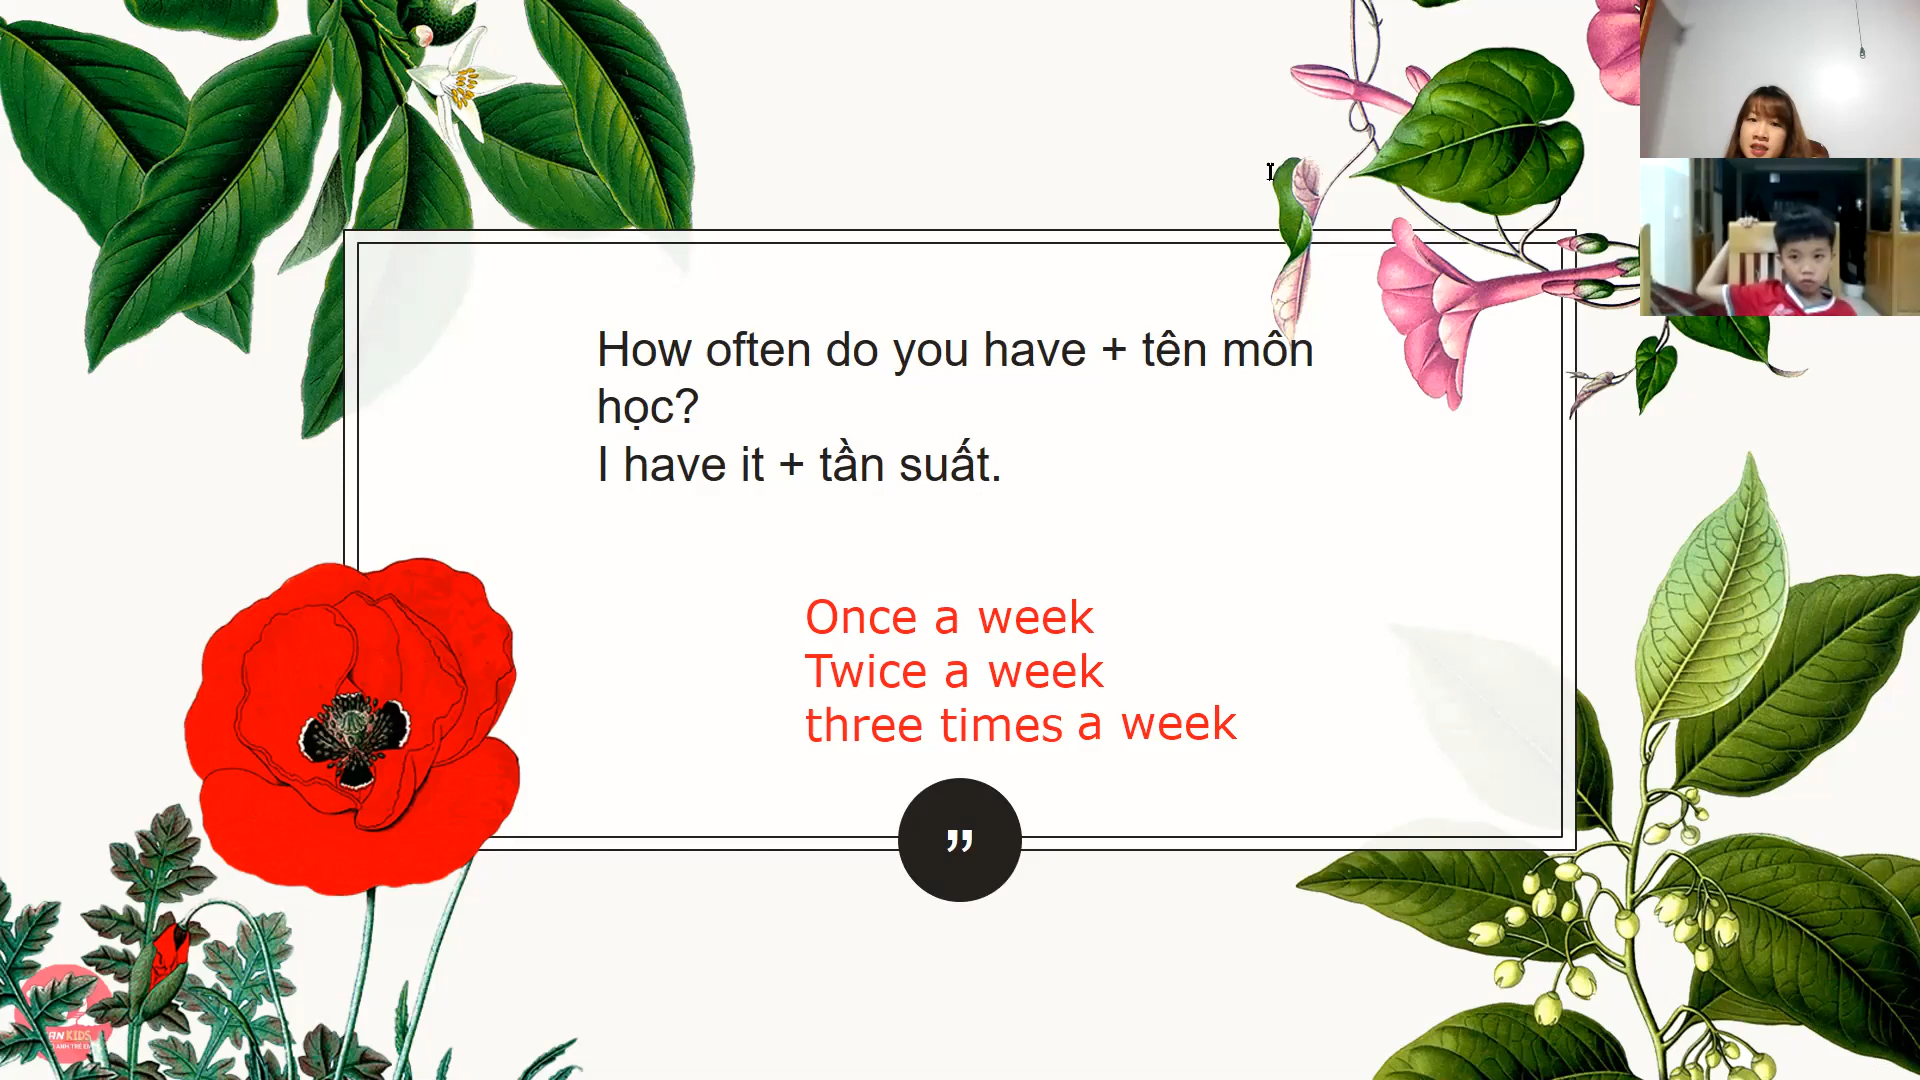 How often do you have + tên môn
học?
I have it + tần suất.
Once a week
Twice a week
three times a week
”
KIDS